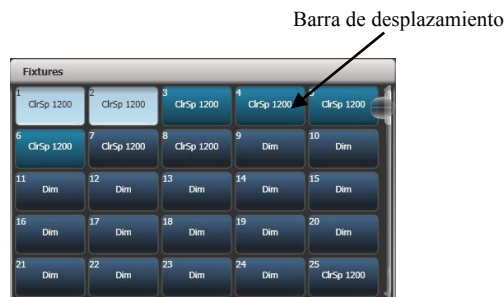 Barra de desplazamiento
Fixtures
1 ClrSp 1200 2 ClrSp 1200 3 ClrSp 1200 4 ClrSp 1200 5 ClrSp 1200
6 ClrSp 1200 7 ClrSp 1200 8 ClrSp 1200 9 Dim 10 Dim
11 Dim 12 Dim 13 Dim 14 Dim 15 Dim
16 Dim 17 Dim 18 Dim 19 Dim 20 Dim
21 Dim 22 Dim 23 Dim 24 Dim 25 ClrSp 1200